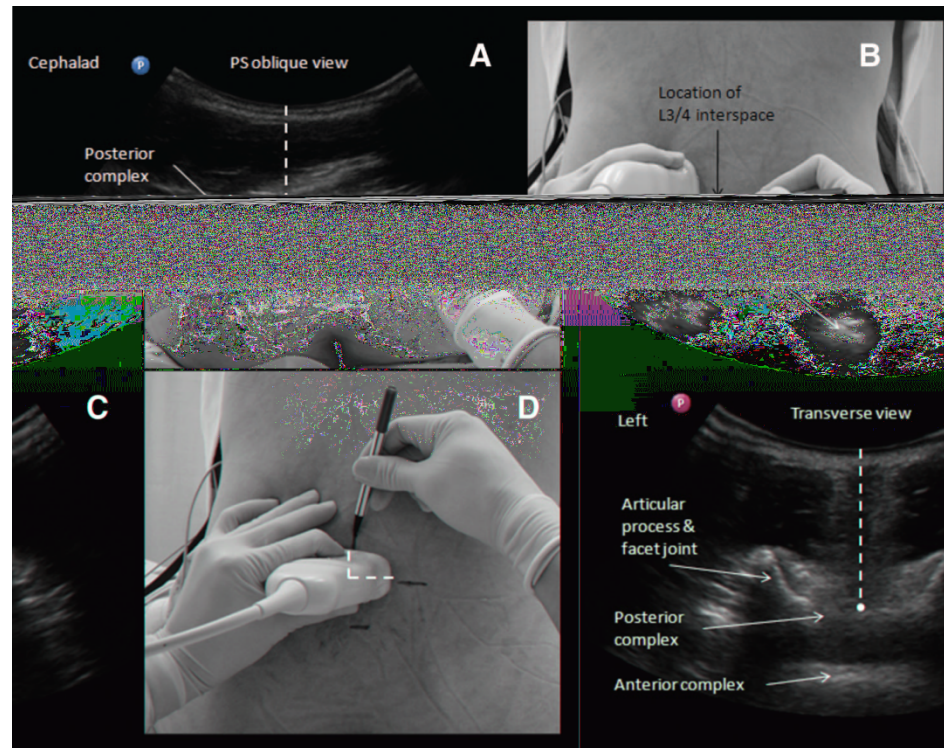 Cephalad
P
PS oblique view
A
Posterior
complex
B
Location of
L3/4 interspace
C
D
Left
P
Transverse view
Articular
process &
facet joint
Posterior
complex
Anterior complex